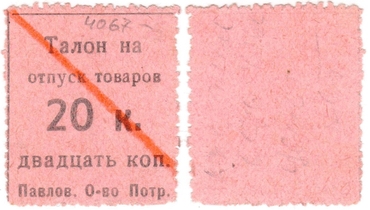 4067
Талон на
отпуск товаров
20 к.
двадцать коп.
Павлов. О-во Потр.